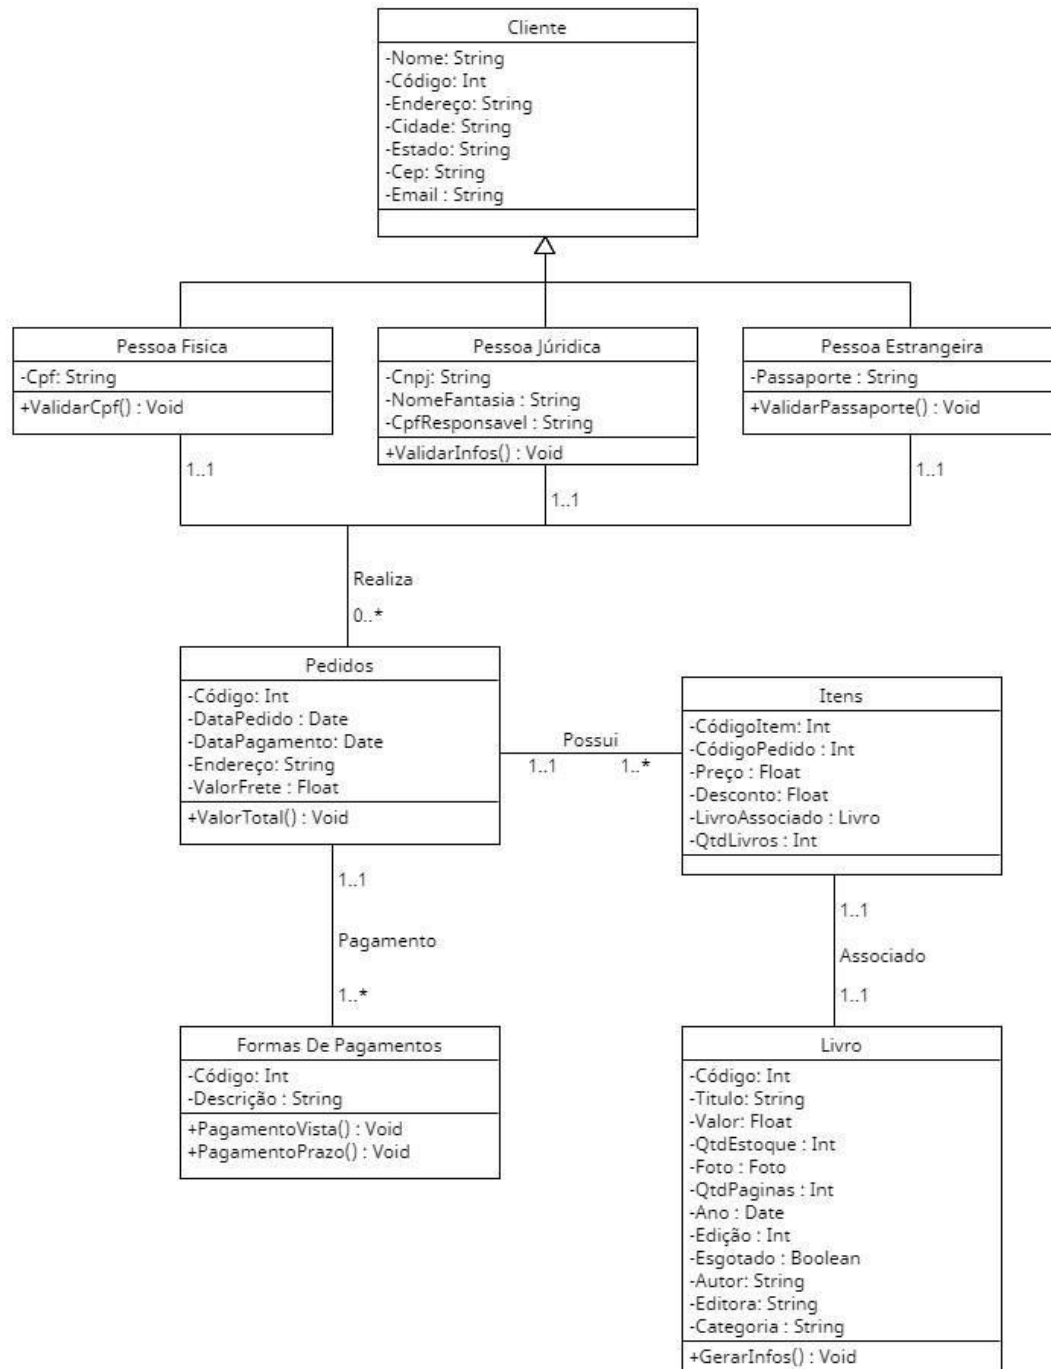 Cliente
-Nome: String
-Código: Int
-Endereço: String
-Cidade: String
-Estado: String
-Cep: String
-Email : String
Pessoa Fisica
-Cpf: String
+ValidarCpf() : Void
Pessoa Júridica
-Cnpj: String
-NomeFantasia : String
-CpfResponsavel : String
+ValidarInfos() : Void
Pessoa Estrangeira
-Passaporte : String
+ValidarPassaporte() : Void
1..1
1..1
1..1
Realiza
0..*
Pedidos
-Código: Int
-DataPedido : Date
-DataPagamento: Date
-Endereço: String
-ValorFrete : Float
+ValorTotal() : Void
Possui
1..1
1..*
Itens
-CódigoItem: Int
-CódigoPedido : Int
-Preço : Float
-Desconto: Float
-LivroAssociado : Livro
-QtdLivros : Int
1..1
Pagamento
1..*
1..1
Associado
1..1
Formas De Pagamentos
-Código: Int
-Descrição : String
+PagamentoVista() : Void
+PagamentoPrazo() : Void
Livro
-Código: Int
-Titulo: String
-Valor: Float
-QtdEstoque : Int
-Foto : Foto
-QtdPaginas : Int
-Ano : Date
-Edição : Int
-Esgotado : Boolean
-Autor: String
-Editora: String
-Categoria : String
+GerarInfos() : Void